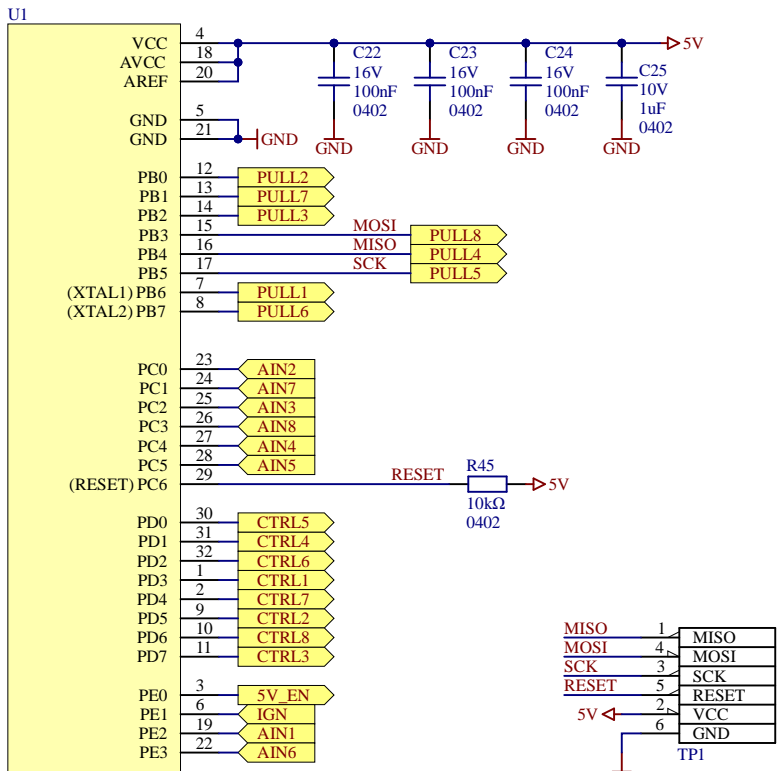 U1
VCC 4
AVCC 18
AREF 20
5V
C22
16V
100nF
0402
GND
C23
16V
100nF
0402
GND
C24
16V
100nF
0402
GND
C25
10V
1uF
0402
GND
GND 5
GND 21 GND
PB0 12 PULL2
PB1 13 PULL7
PB2 14 PULL3
PB3 15 MOSI PULL8
PB4 16 MISO PULL4
PB5 17 SCK PULL5
(XTAL1) PB6 7 PULL1
(XTAL2) PB7 8 PULL6
PC0 23 AIN2
PC1 24 AIN7
PC2 25 AIN3
PC3 26 AIN8
PC4 27 AIN4
PC5 28 AIN5
(RESET) PC6 29 RESET R45 5V
10kΩ
0402
PD0 30 CTRL5
PD1 31 CTRL4
PD2 32 CTRL6
PD3 1 CTRL1
PD4 2 CTRL7
PD5 9 CTRL2
PD6 10 CTRL8
PD7 11 CTRL3
PE0 3 5V_EN
PE1 6 IGN
PE2 19 AIN1
PE3 22 AIN6
MISO 1 MISO
MOSI 4 MOSI
SCK 3 SCK
RESET 5 RESET
5V 2 VCC
6 GND
TP1